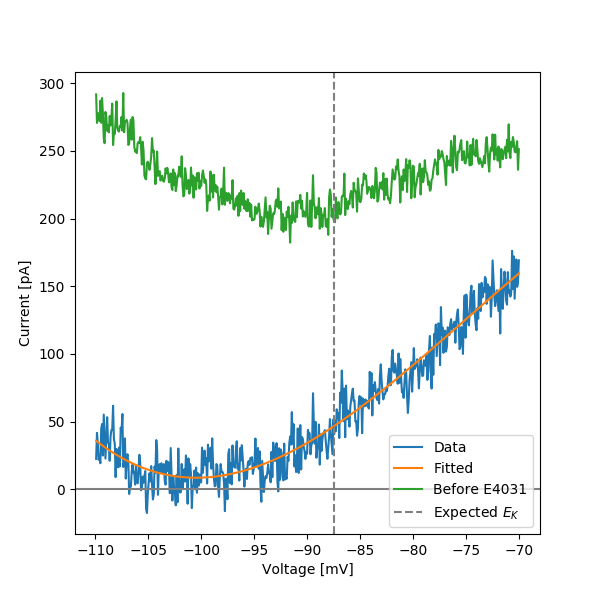 300
250
200
150
100
50
0
Current [pA]
Data
Fitted
Before E4031
Expected $E_K$
−110 −105 −100 −95 −90 −85 −80 −75 −70
Voltage [mV]